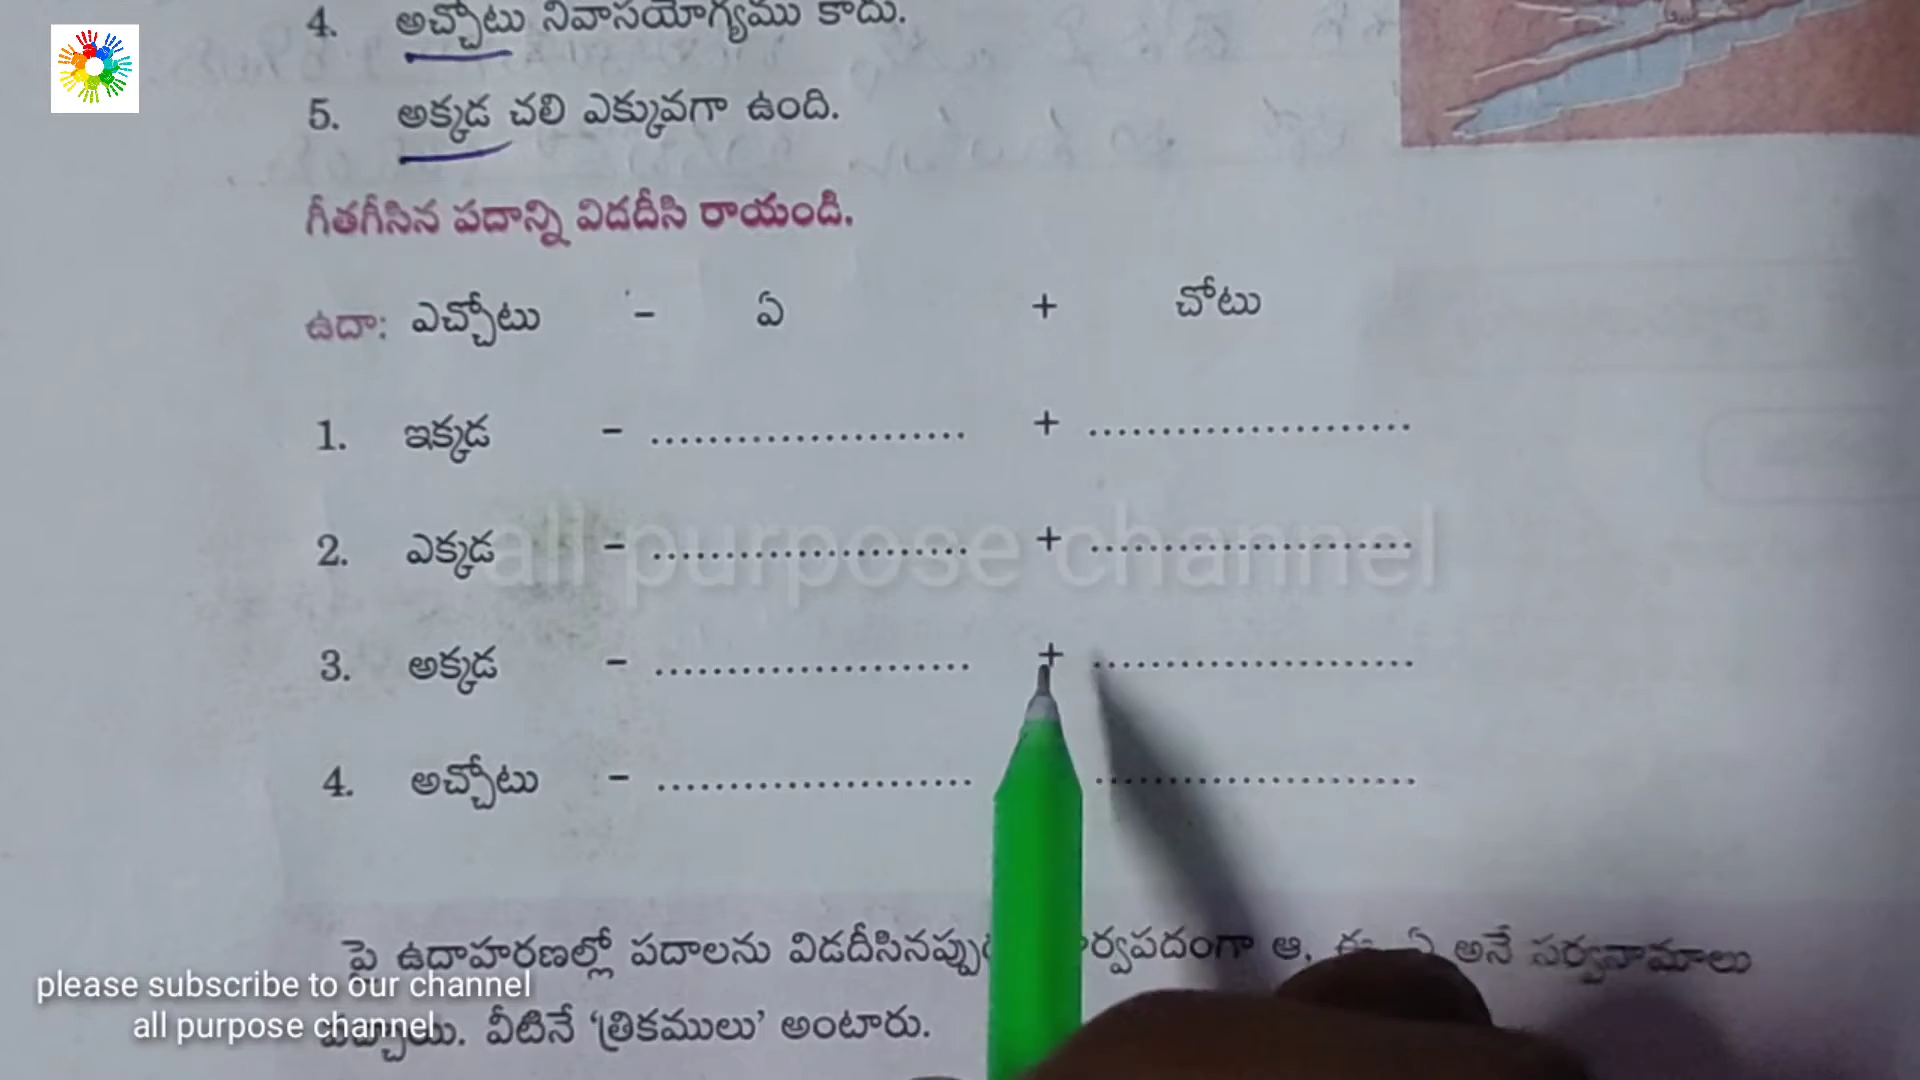 4. అచ్చోటు నివాసయోగ్యము కాదు.
5. అక్కడ చలి ఎక్కువగా ఉంది.
గీతగీసిన పదాన్ని విడదీసి రాయండి.
ఉదా: ఎచ్చోటు - ఏ + చోటు
1. ఇక్కడ - ...................... + ......................
2. ఎక్కడ - ...................... + ......................
all purpose channel
3. అక్కడ - ...................... + ......................
4. అచ్చోటు - ...................... ......................
పై ఉదాహరణల్లో పదాలను విడదీసినప్పు ర్వపదంగా ఆ, ఈ, ఏ అనే సర్వనామాలు
please subscribe to our channel
వీటినే 'త్రికములు' అంటారు.
all purpose channel